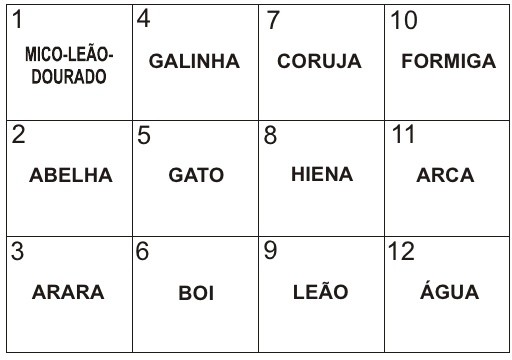 1
MICO-LEÃO-
DOURADO
4
GALINHA
7
CORUJA
10
FORMIGA
2
ABELHA
5
GATO
8
HIENA
11
ARCA
3
ARARA
6
BOI
9
LEÃO
12
ÁGUA